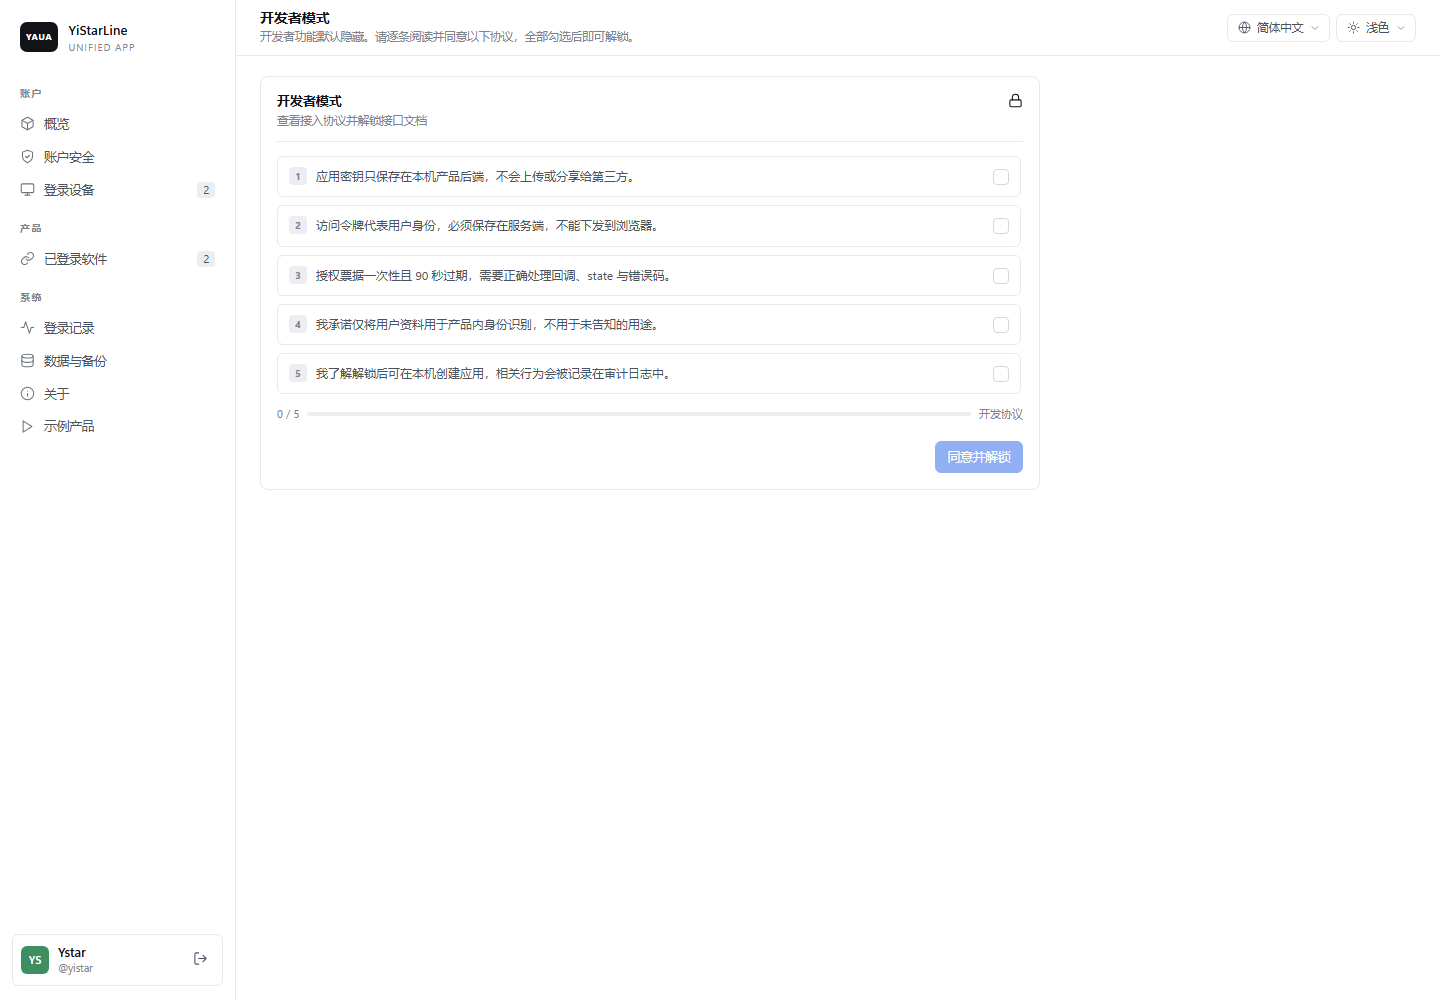 YAUA
YiStarLine
UNIFIED APP
账户
概览
账户安全
登录设备 2
产品
已登录软件 2
系统
登录记录
数据与备份
关于
示例产品
YS
Ystar
@yistar
开发者模式
开发者功能默认隐藏。请逐条阅读并同意以下协议，全部勾选后即可解锁。
简体中文
浅色
开发者模式
查看接入协议并解锁接口文档
1 应用密钥只保存在本机产品后端，不会上传或分享给第三方。
2 访问令牌代表用户身份，必须保存在服务端，不能下发到浏览器。
3 授权票据一次性且 90 秒过期，需要正确处理回调、state 与错误码。
4 我承诺仅将用户资料用于产品内身份识别，不用于未告知的用途。
5 我了解解锁后可在本机创建应用，相关行为会被记录在审计日志中。
0 / 5 开发协议
同意并解锁